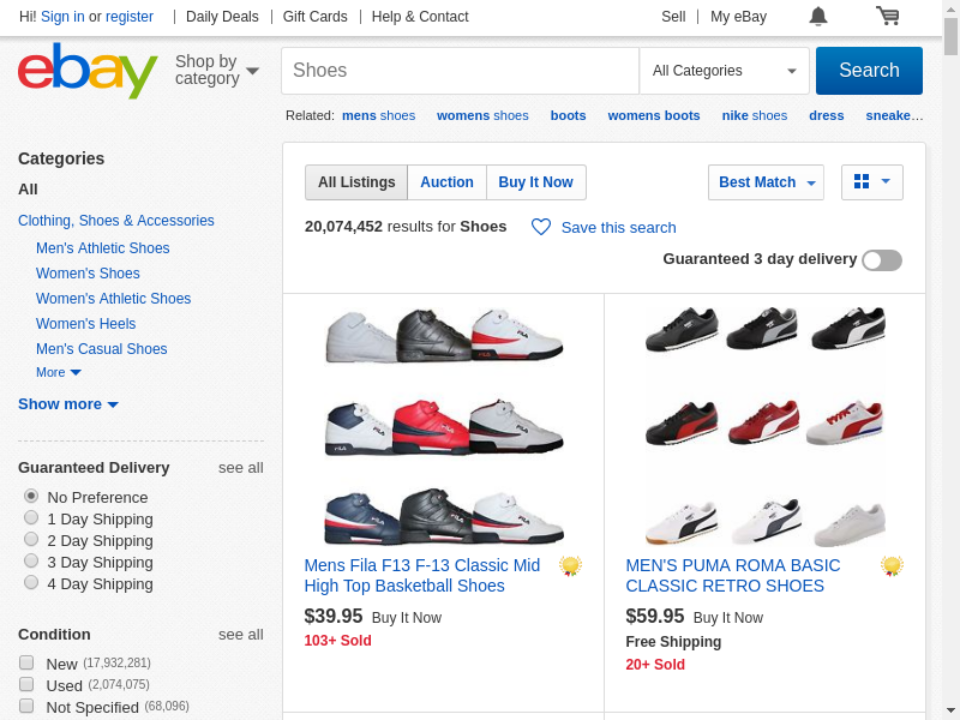 Hi! Sign in or register | Daily Deals | Gift Cards | Help & Contact Sell | My eBay
ebay
Shop by category
Shoes
All Categories
Search
Related: mens shoes womens shoes boots womens boots nike shoes dress sneake…
Categories
All
Clothing, Shoes & Accessories
Men's Athletic Shoes
Women's Shoes
Women's Athletic Shoes
Women's Heels
Men's Casual Shoes
More
Show more
Guaranteed Delivery see all
No Preference
1 Day Shipping
2 Day Shipping
3 Day Shipping
4 Day Shipping
Condition see all
New (17,932,281)
Used (2,074,075)
Not Specified (68,096)
All Listings Auction Buy It Now Best Match
20,074,452 results for Shoes Save this search
Guaranteed 3 day delivery
Mens Fila F13 F-13 Classic Mid
High Top Basketball Shoes
$39.95 Buy It Now
103+ Sold
MEN'S PUMA ROMA BASIC
CLASSIC RETRO SHOES
$59.95 Buy It Now
Free Shipping
20+ Sold